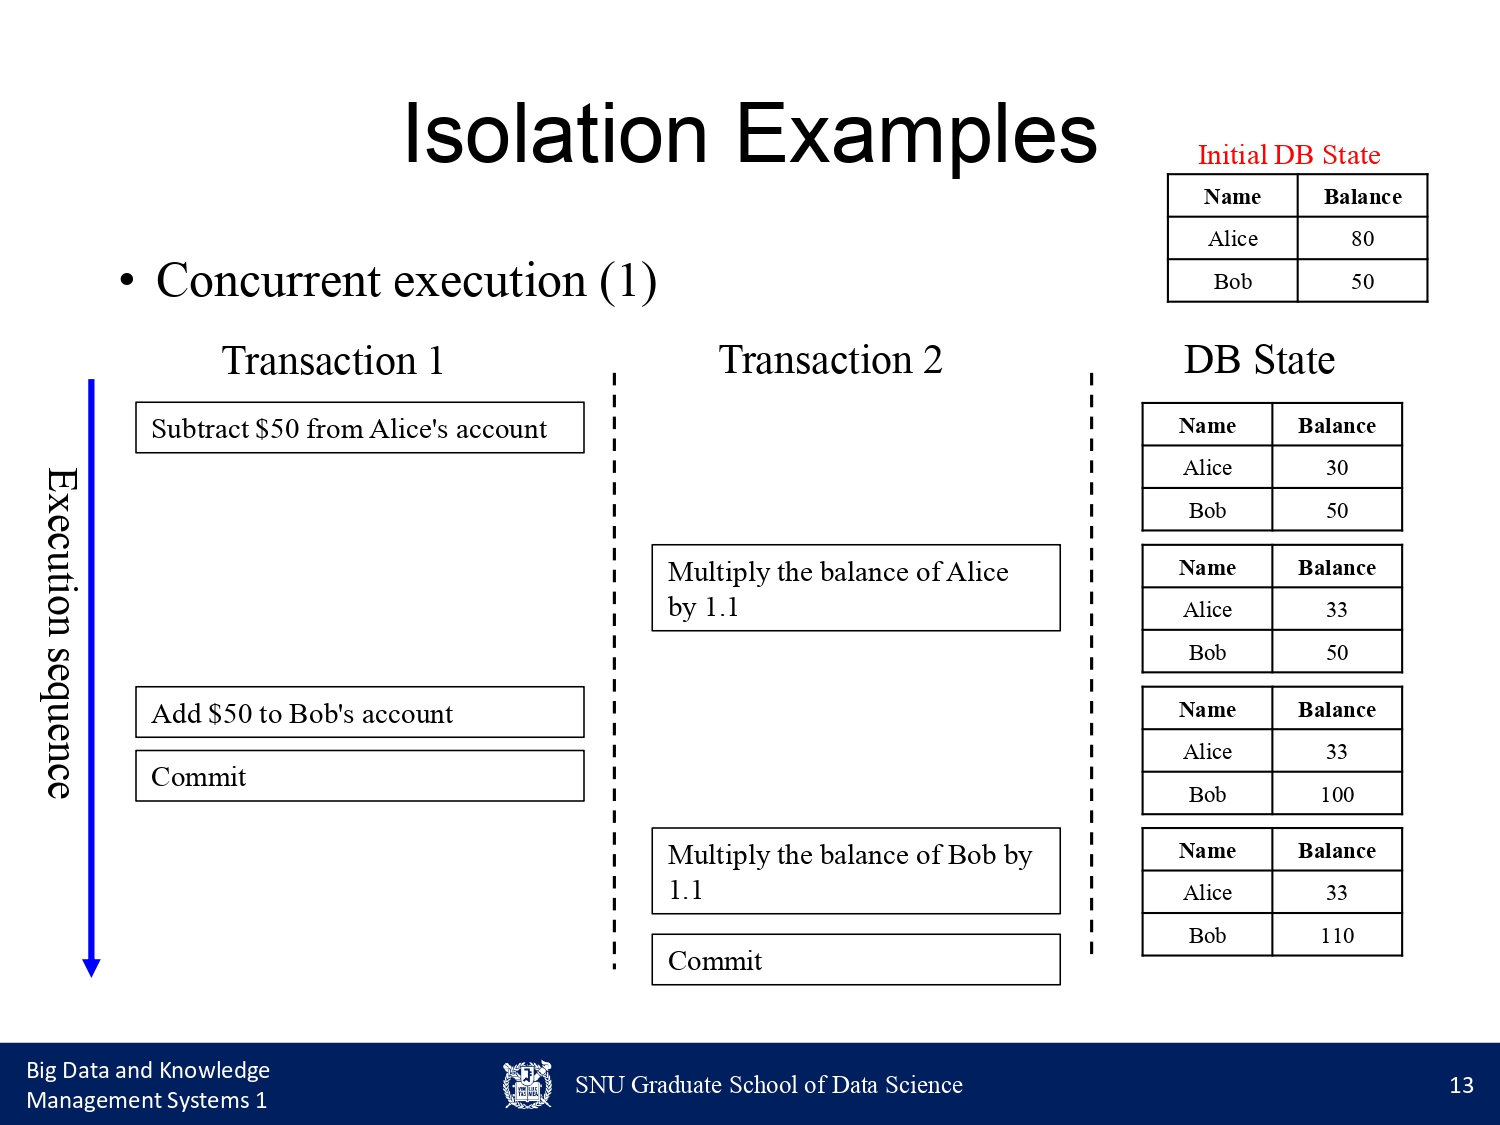 Isolation Examples
Initial DB State
Name Balance
Alice 80
Bob 50
• Concurrent execution (1)
Transaction 1
Transaction 2
DB State
Execution sequence
Subtract $50 from Alice's account
Name Balance
Alice 30
Bob 50
Multiply the balance of Alice
by 1.1
Name Balance
Alice 33
Bob 50
Add $50 to Bob's account
Commit
Name Balance
Alice 33
Bob 100
Multiply the balance of Bob by
1.1
Commit
Name Balance
Alice 33
Bob 110
Big Data and Knowledge
Management Systems 1
SNU Graduate School of Data Science
13